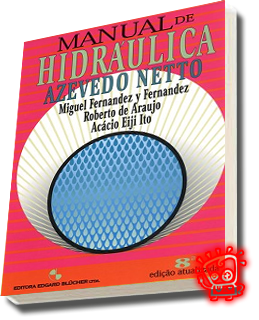 MANUAL DE
HIDRÁULICA
AZEVEDO NETTO
Miguel Fernandez y Fernandez
Roberto de Araujo
Acácio Eiji Ito
8ª
edição
EDITORA EDGARD BLÜCHER LTDA.